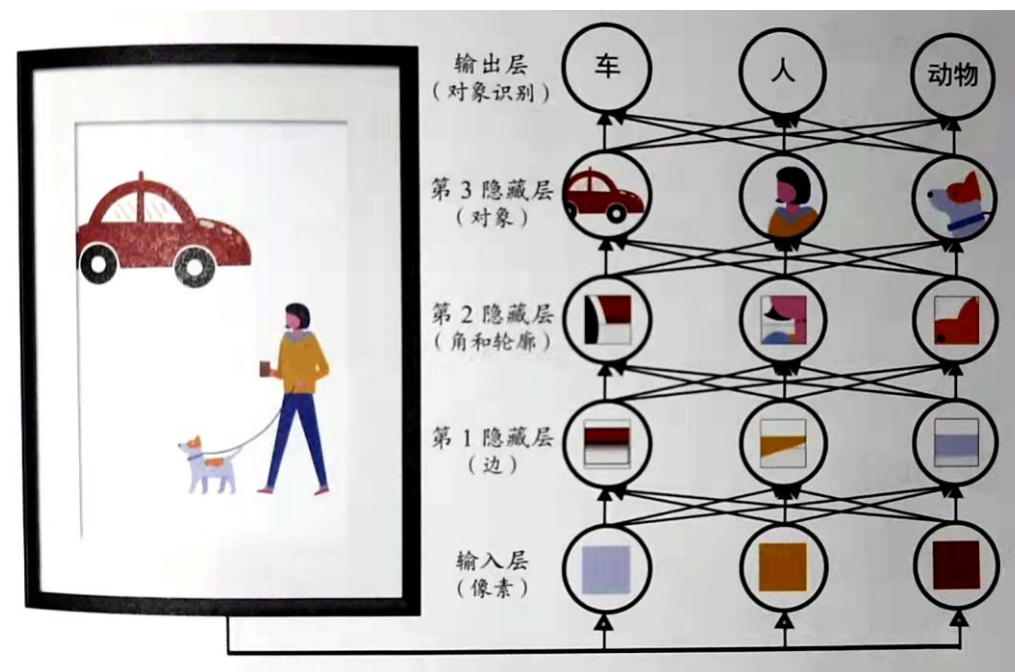 输出层
（对象识别）
车
人
动物
第3隐藏层
（对象）
第2隐藏层
（角和轮廓）
第1隐藏层
（边）
输入层
（像素）